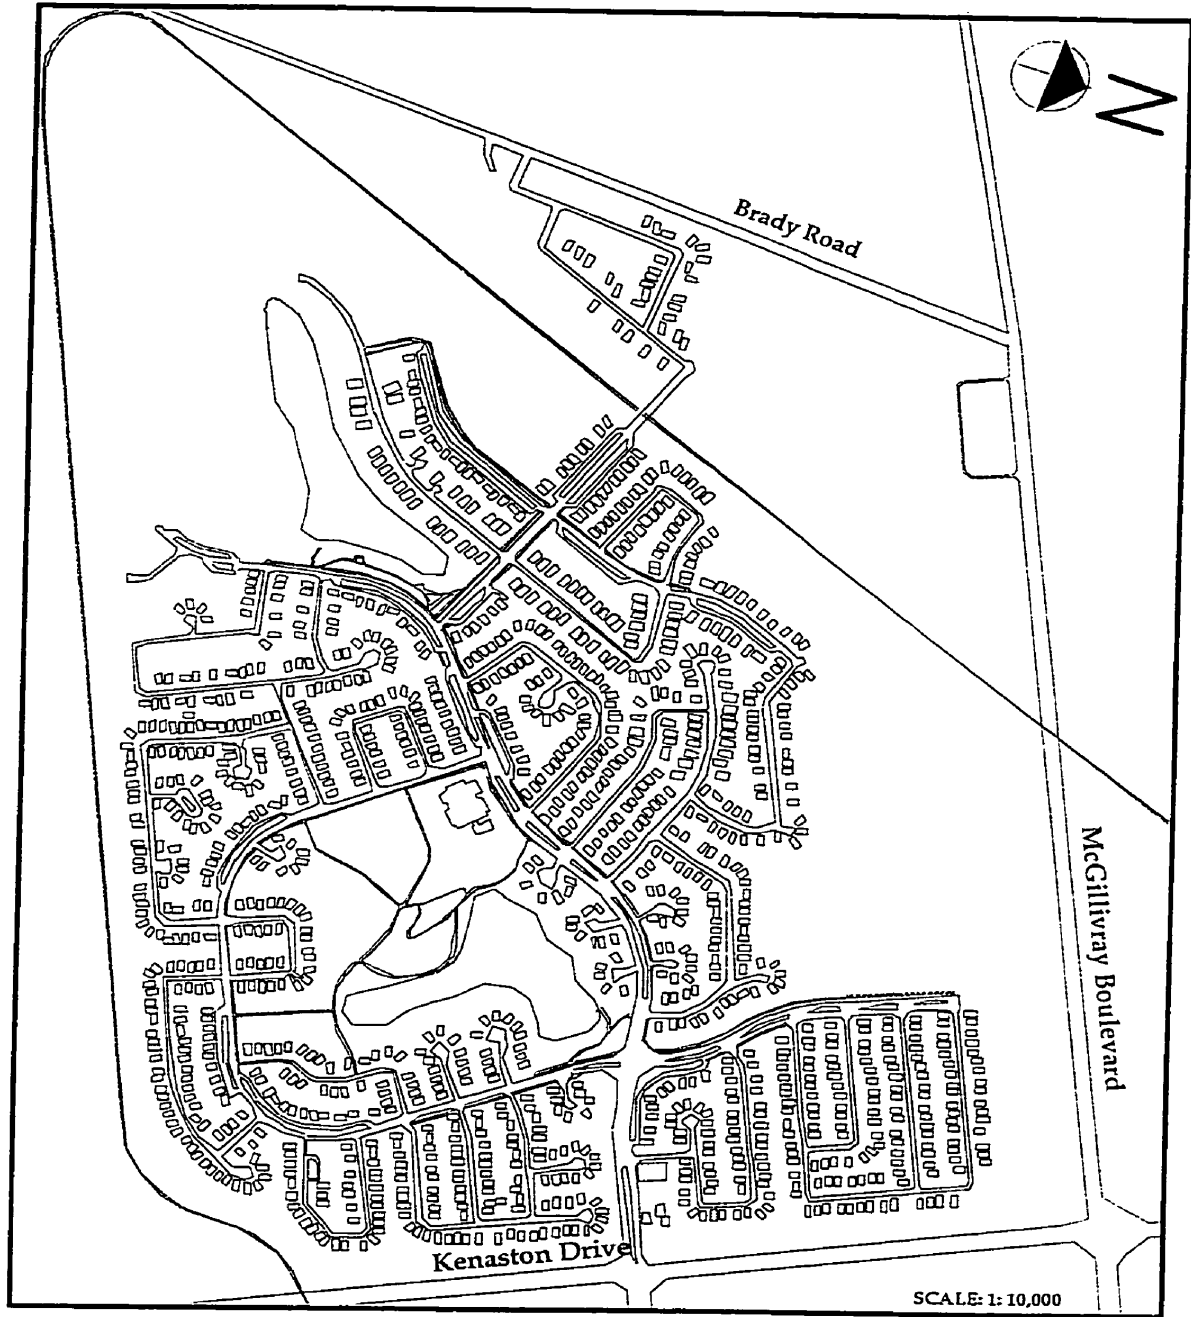 N
Brady Road
McGillivray Boulevard
Kenaston Drive
SCALE: 1: 10,000